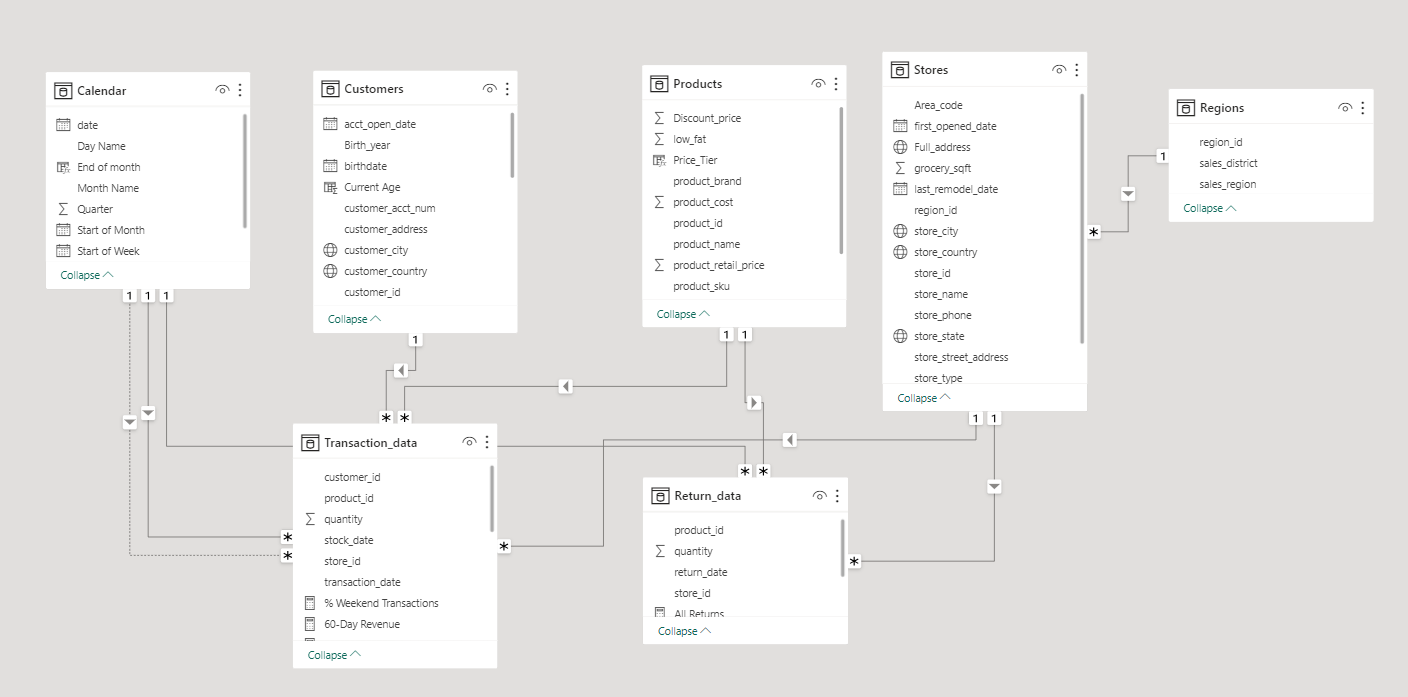 Calendar
date
Day Name
End of month
Month Name
Quarter
Start of Month
Start of Week
Collapse
Customers
acct_open_date
Birth_year
birthdate
Current Age
customer_acct_num
customer_address
customer_city
customer_country
customer_id
Collapse
Products
Discount_price
low_fat
Price_Tier
product_brand
product_cost
product_id
product_name
product_retail_price
product_sku
Collapse
Stores
Area_code
first_opened_date
Full_address
grocery_sqft
last_remodel_date
region_id
store_city
store_country
store_id
store_name
store_phone
store_state
store_street_address
store_type
Collapse
Regions
region_id
sales_district
sales_region
Collapse
1
*
1 1 1
1
1 1
1 1
* *
Transaction_data
customer_id
product_id
quantity
stock_date
store_id
transaction_date
% Weekend Transactions
60-Day Revenue
Collapse
*
*
*
* *
Return_data
product_id
quantity
return_date
store_id
All Returns
Collapse
*